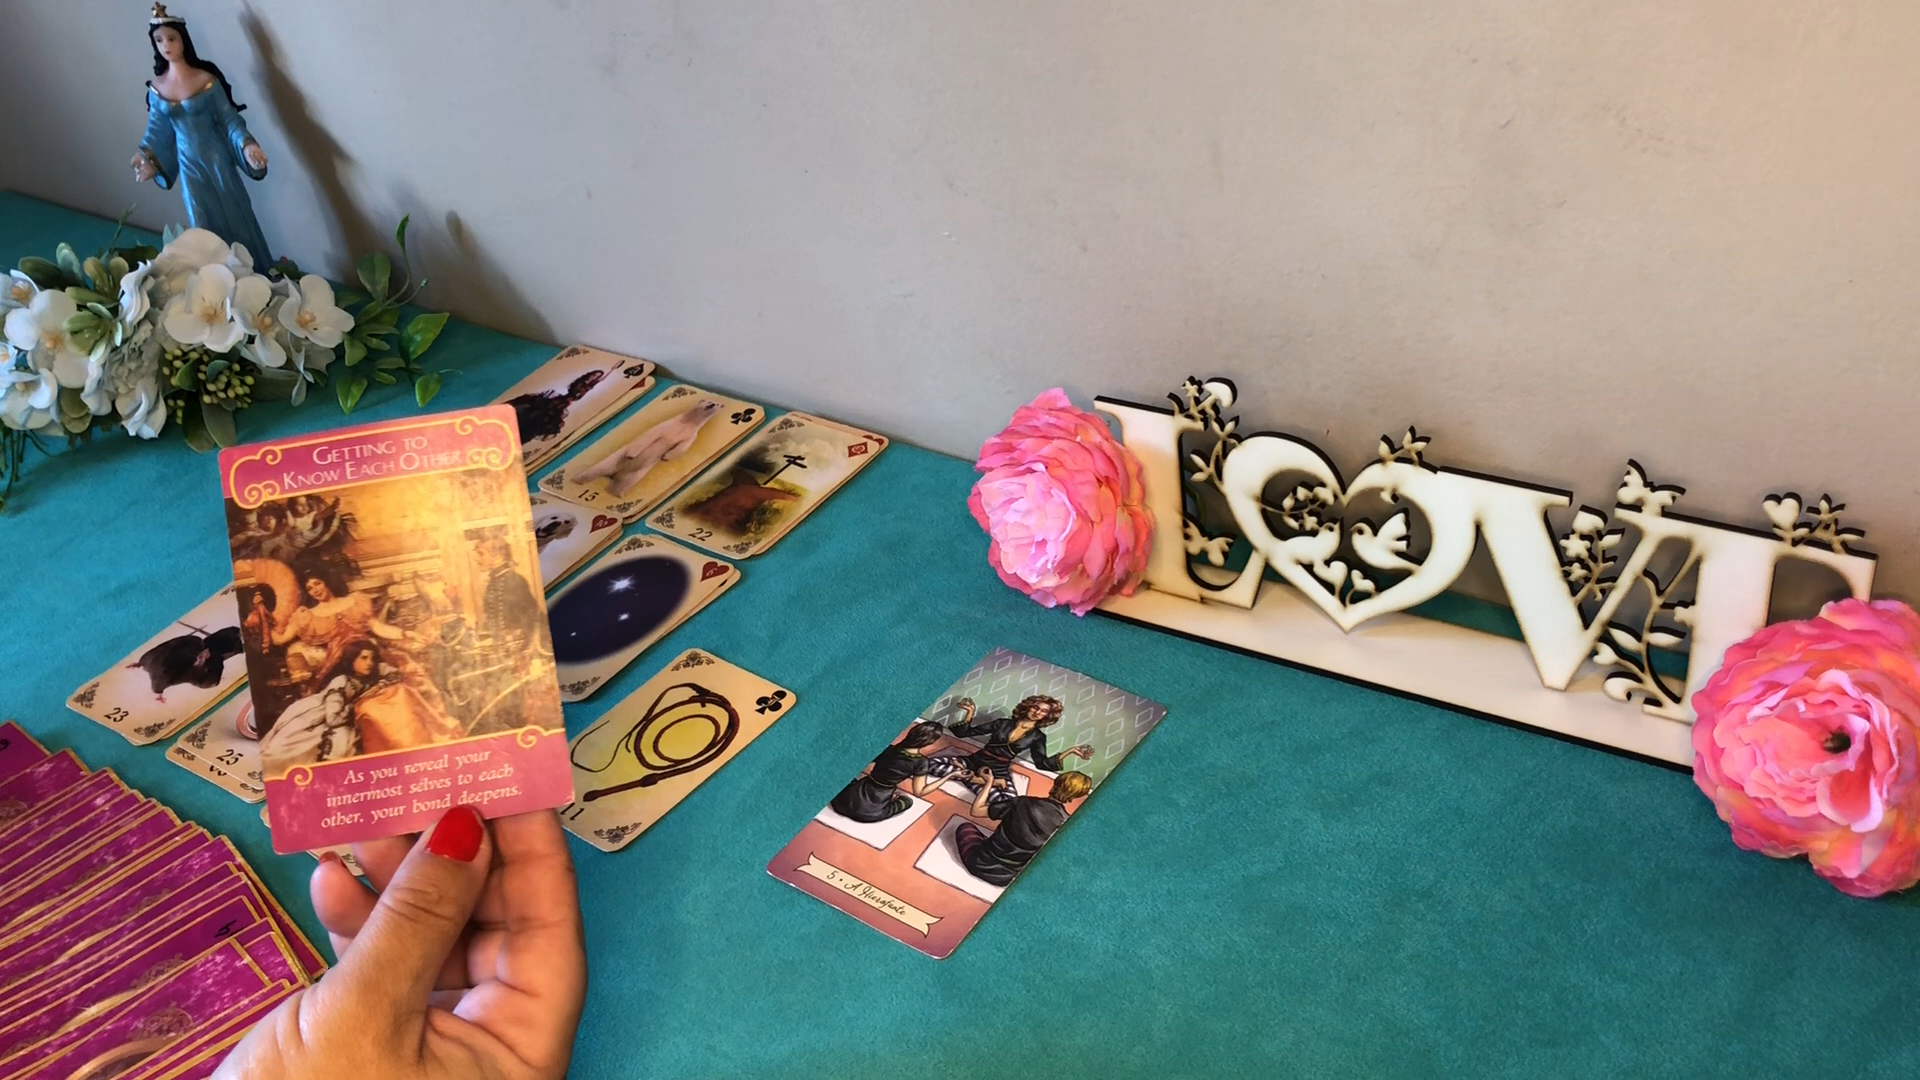 GETTING TO
KNOW EACH OTHER
As you reveal your
innermost selves to each
other, your bond deepens.
15
22
23
25
11
5 • A Hierofante
LOVE